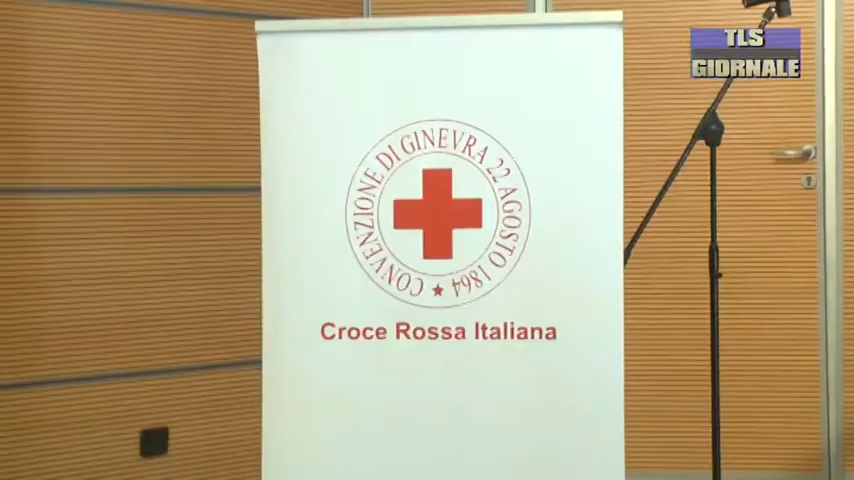 TLS
GIORNALE
CONVENZIONE DI GINEVRA 22 AGOSTO 1864
Croce Rossa Italiana